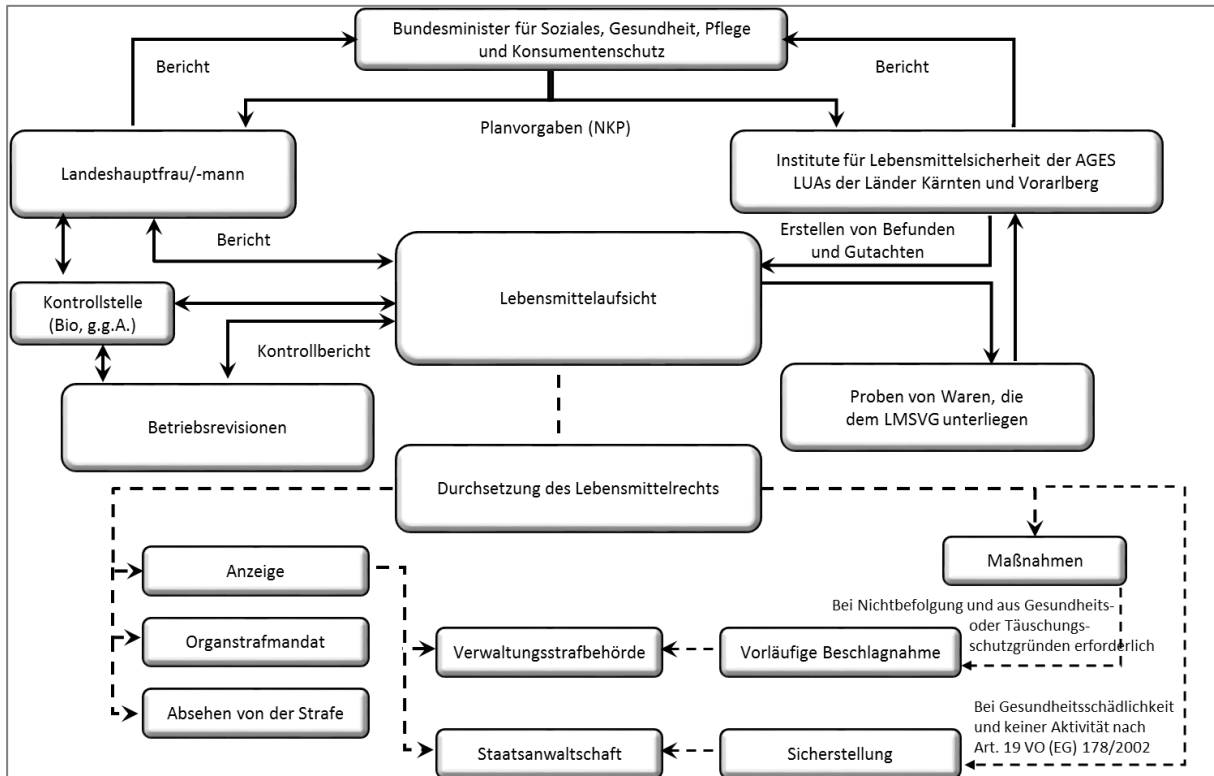 Bundesminister für Soziales, Gesundheit, Pflege
und Konsumentenschutz
Bericht
Bericht
Planvorgaben (NKP)
Landeshauptfrau/-mann
Institute für Lebensmittelsicherheit der AGES
LUAs der Länder Kärnten und Vorarlberg
Bericht
Erstellen von Befunden
und Gutachten
Lebensmittelaufsicht
Kontrollstelle
(Bio, g.g.A.)
Kontrollbericht
Betriebsrevisionen
Proben von Waren, die
dem LMSVG unterliegen
Durchsetzung des Lebensmittelrechts
Anzeige
Maßnahmen
Bei Nichtbefolgung und aus Gesundheits-
oder Täuschungs-
schutzgründen erforderlich
Organstrafmandat
Verwaltungsstrafbehörde
Vorläufige Beschlagnahme
Absehen von der Strafe
Bei Gesundheitsschädlichkeit
und keiner Aktivität nach
Art. 19 VO (EG) 178/2002
Staatsanwaltschaft
Sicherstellung